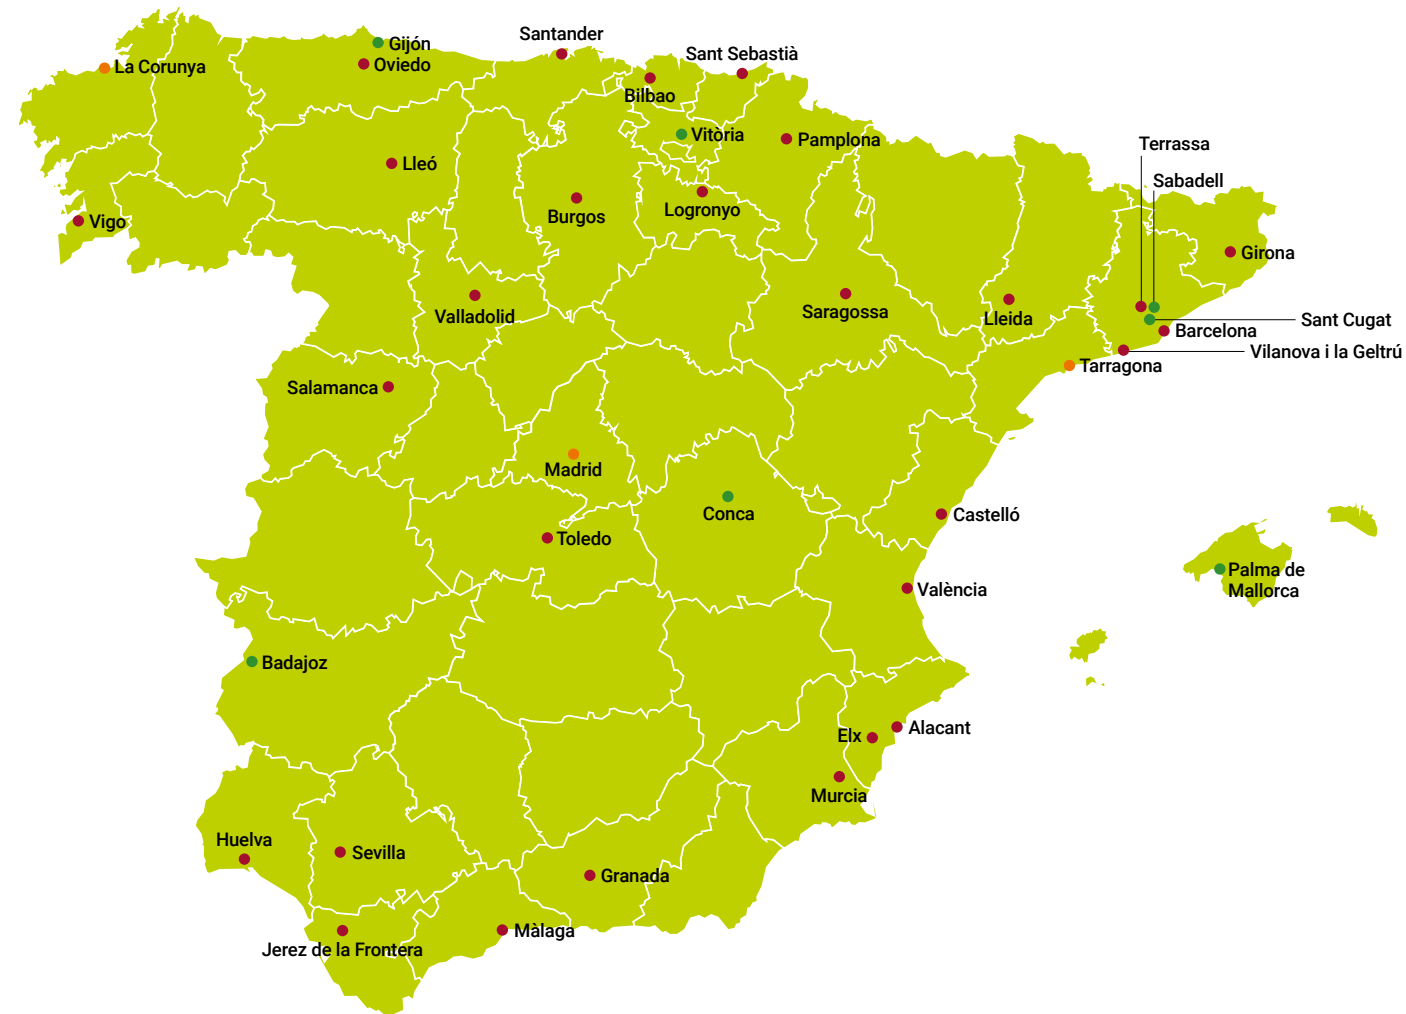 Santander
Gijón
Sant Sebastià
La Corunya
Oviedo
Bilbao
Vitòria
Pamplona
Terrassa
Lleó
Sabadell
Burgos
Logronyo
Vigo
Girona
Valladolid
Saragossa
Lleida
Sant Cugat
Barcelona
Vilanova i la Geltrú
Tarragona
Salamanca
Madrid
Conca
Castelló
Toledo
Palma de
Mallorca
València
Badajoz
Alacant
Elx
Murcia
Huelva
Sevilla
Granada
Màlaga
Jerez de la Frontera